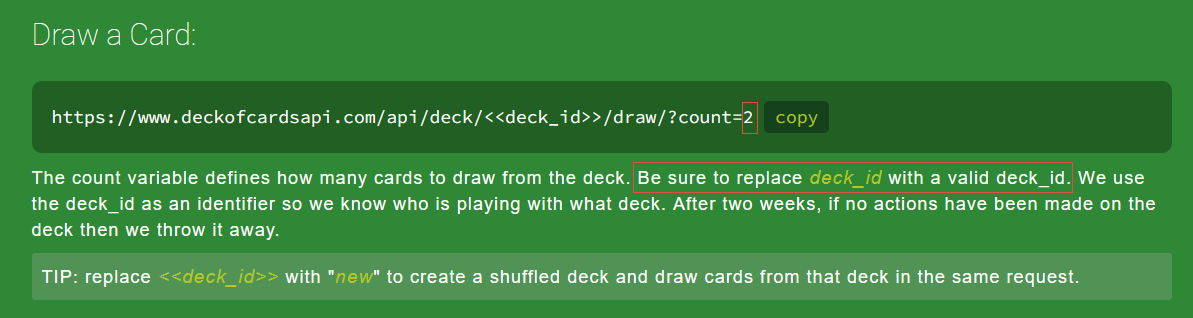 Draw a Card:
https://www.deckofcardsapi.com/api/deck/<<deck_id>>/draw/?count=2 copy
The count variable defines how many cards to draw from the deck. Be sure to replace deck_id with a valid deck_id. We use
the deck_id as an identifier so we know who is playing with what deck. After two weeks, if no actions have been made on the
deck then we throw it away.
TIP: replace <<deck_id>> with "new" to create a shuffled deck and draw cards from that deck in the same request.